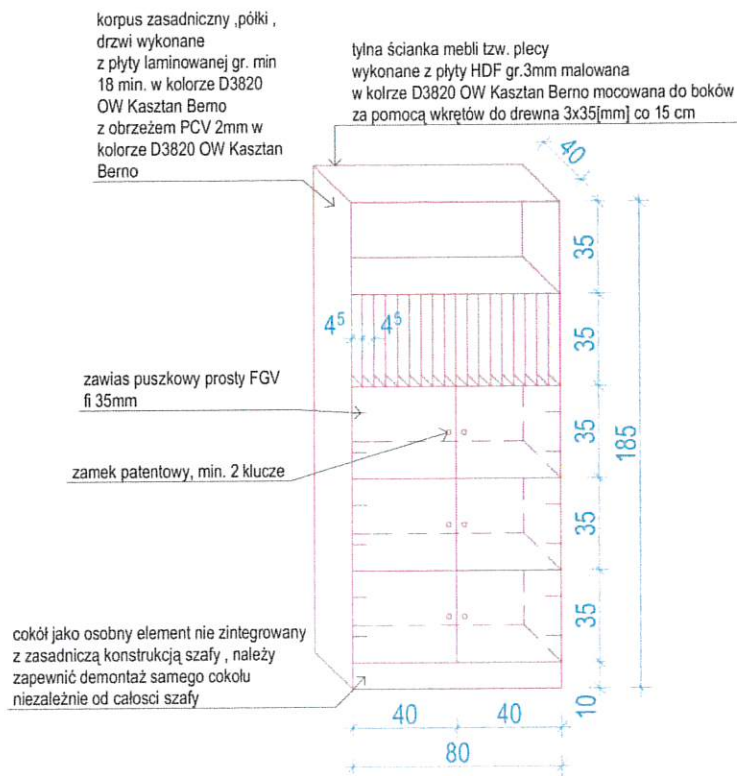 korpus zasadniczy ,półki ,
drzwi wykonane
z płyty laminowanej gr. min
18 min. w kolorze D3820
OW Kasztan Berno
z obrzeżem PCV 2mm w
kolorze D3820 OW Kasztan
Berno
tylna ścianka mebli tzw. plecy
wykonane z płyty HDF gr.3mm malowana
w kolrze D3820 OW Kasztan Berno mocowana do boków
za pomocą wkrętów do drewna 3x35[mm] co 15 cm
40
35
4⁵ 4⁵
35
zawias puszkowy prosty FGV
fi 35mm
35
185
zamek patentowy, min. 2 klucze
35
35
cokół jako osobny element nie zintegrowany
z zasadniczą konstrukcją szafy , należy
zapewnić demontaż samego cokołu
niezależnie od całosci szafy
10
40 40
80